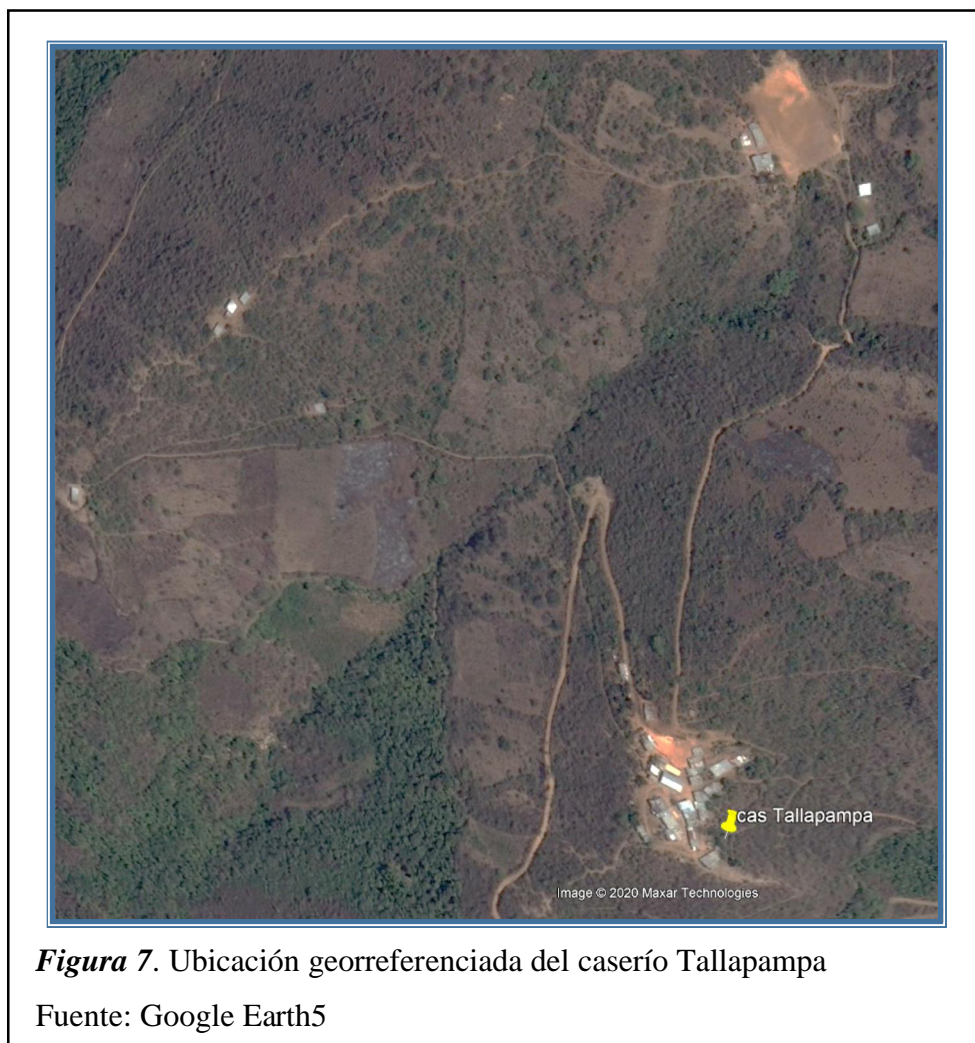 cas Tallapampa
Image © 2020 Maxar Technologies
Figura 7. Ubicación georreferenciada del caserío Tallapampa
Fuente: Google Earth5